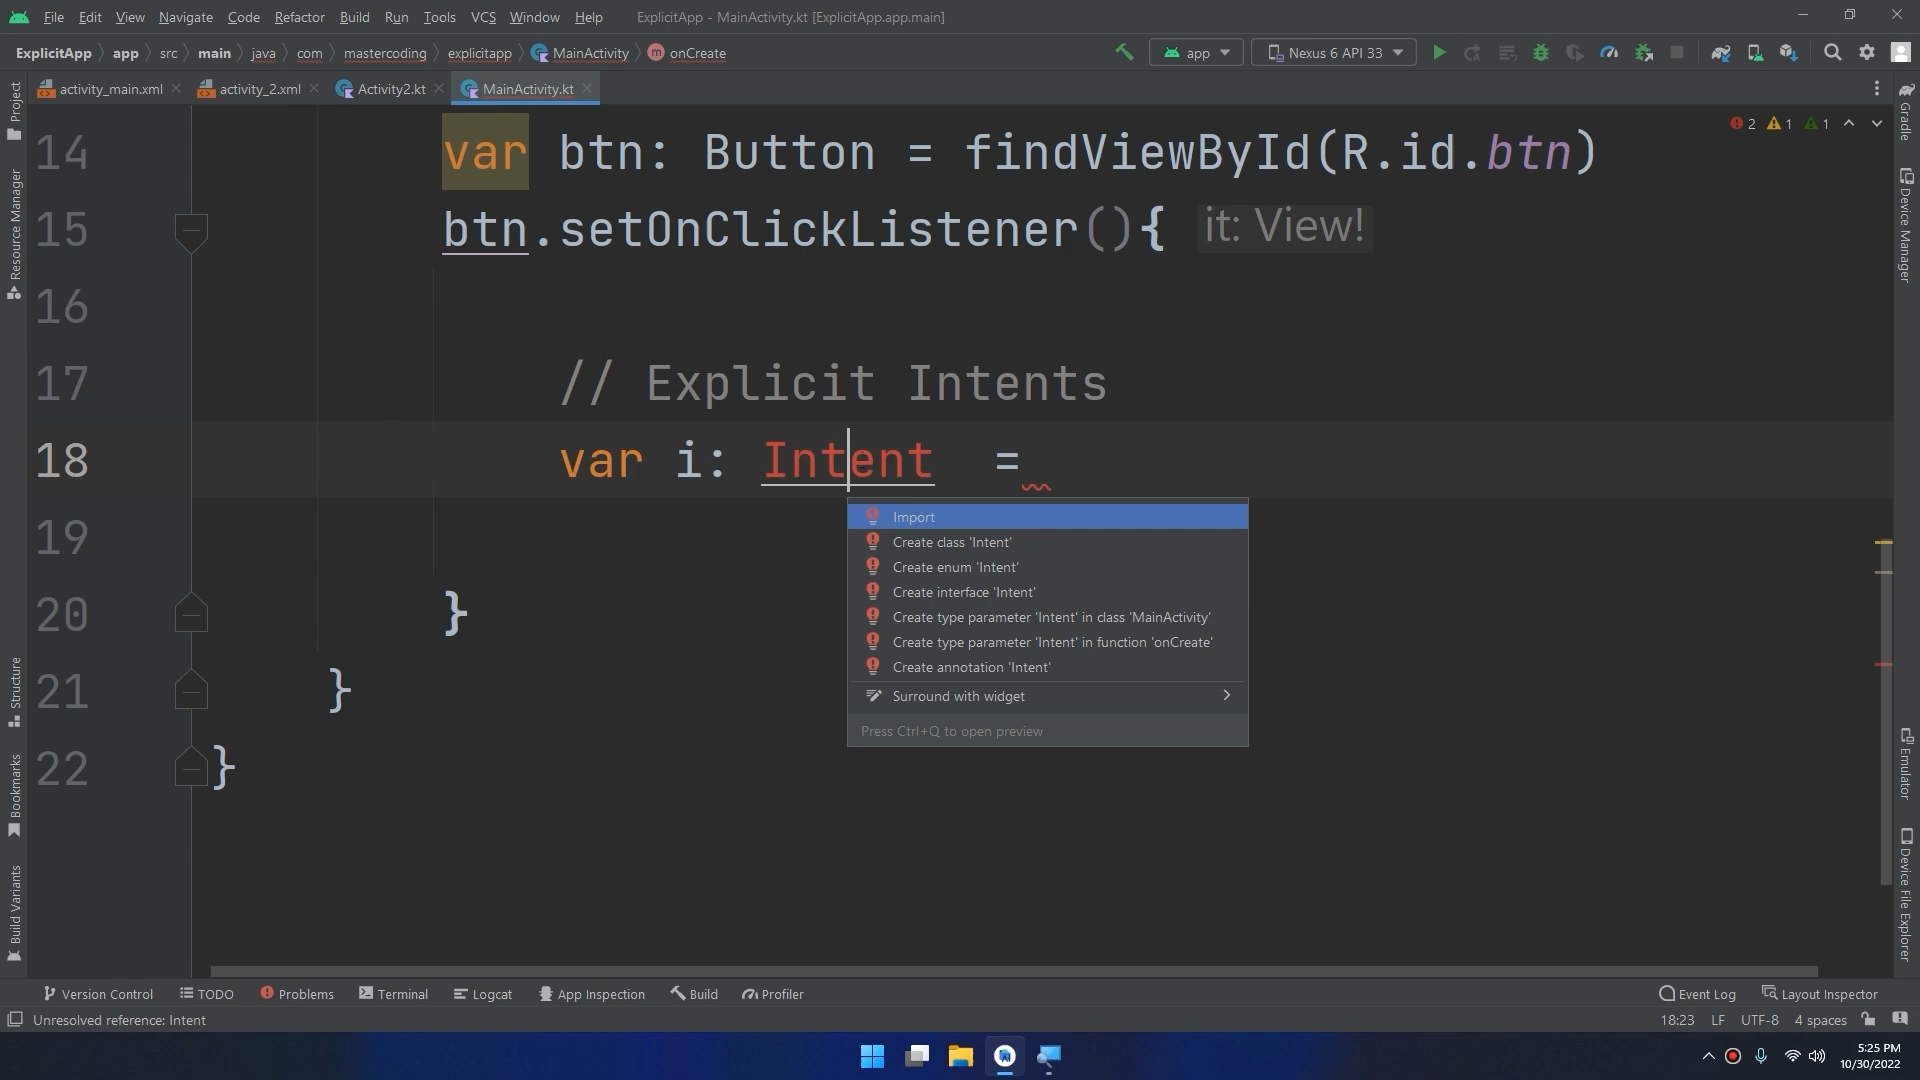 File Edit View Navigate Code Refactor Build Run Tools VCS Window Help ExplicitApp - MainActivity.kt [ExplicitApp.app.main]
ExplicitApp app src main java com mastercoding explicitapp MainActivity onCreate app Nexus 6 API 33
activity_main.xml activity_2.xml Activity2.kt MainActivity.kt
Project
Resource Manager
Structure
Bookmarks
Build Variants
14 var btn: Button = findViewById(R.id.btn)
2 1 1
15 btn.setOnClickListener(){ it: View!
16
17 // Explicit Intents
18 var i: Intent =
19
20 }
21 }
22 }
Import
Create class 'Intent'
Create enum 'Intent'
Create interface 'Intent'
Create type parameter 'Intent' in class 'MainActivity'
Create type parameter 'Intent' in function 'onCreate'
Create annotation 'Intent'
Surround with widget
Press Ctrl+Q to open preview
Gradle
Device Manager
Emulator
Device File Explorer
Version Control TODO Problems Terminal Logcat App Inspection Build Profiler Event Log Layout Inspector
Unresolved reference: Intent 18:23 LF UTF-8 4 spaces
5:25 PM
10/30/2022